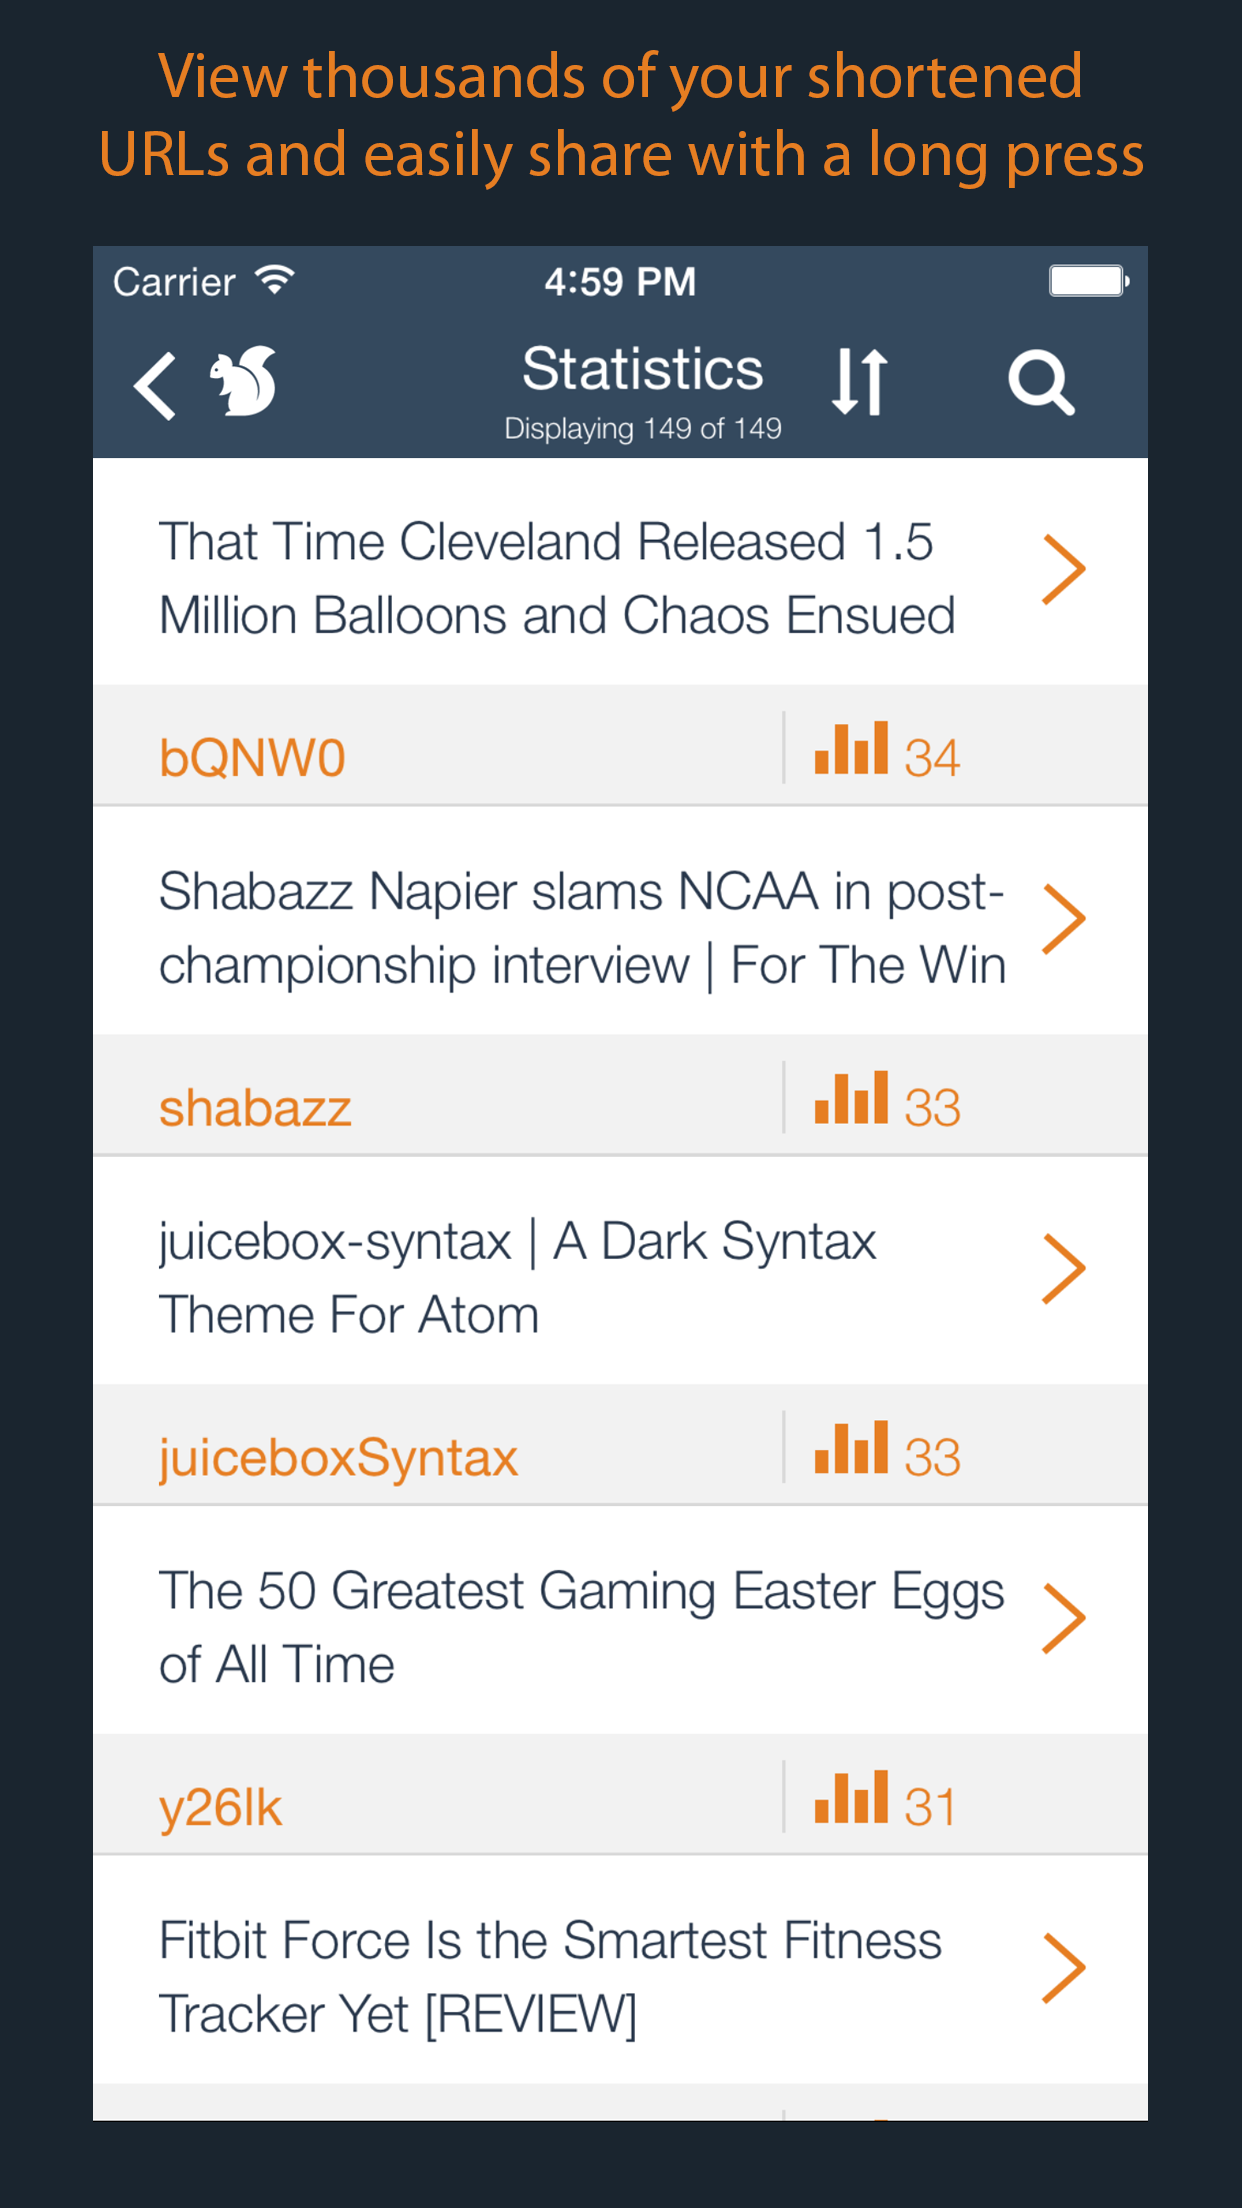 View thousands of your shortened
URLs and easily share with a long press
Carrier 4:59 PM
Statistics
Displaying 149 of 149
That Time Cleveland Released 1.5
Million Balloons and Chaos Ensued
bQNW0 34
Shabazz Napier slams NCAA in post-
championship interview | For The Win
shabazz 33
juicebox-syntax | A Dark Syntax
Theme For Atom
juiceboxSyntax 33
The 50 Greatest Gaming Easter Eggs
of All Time
y26lk 31
Fitbit Force Is the Smartest Fitness
Tracker Yet [REVIEW]